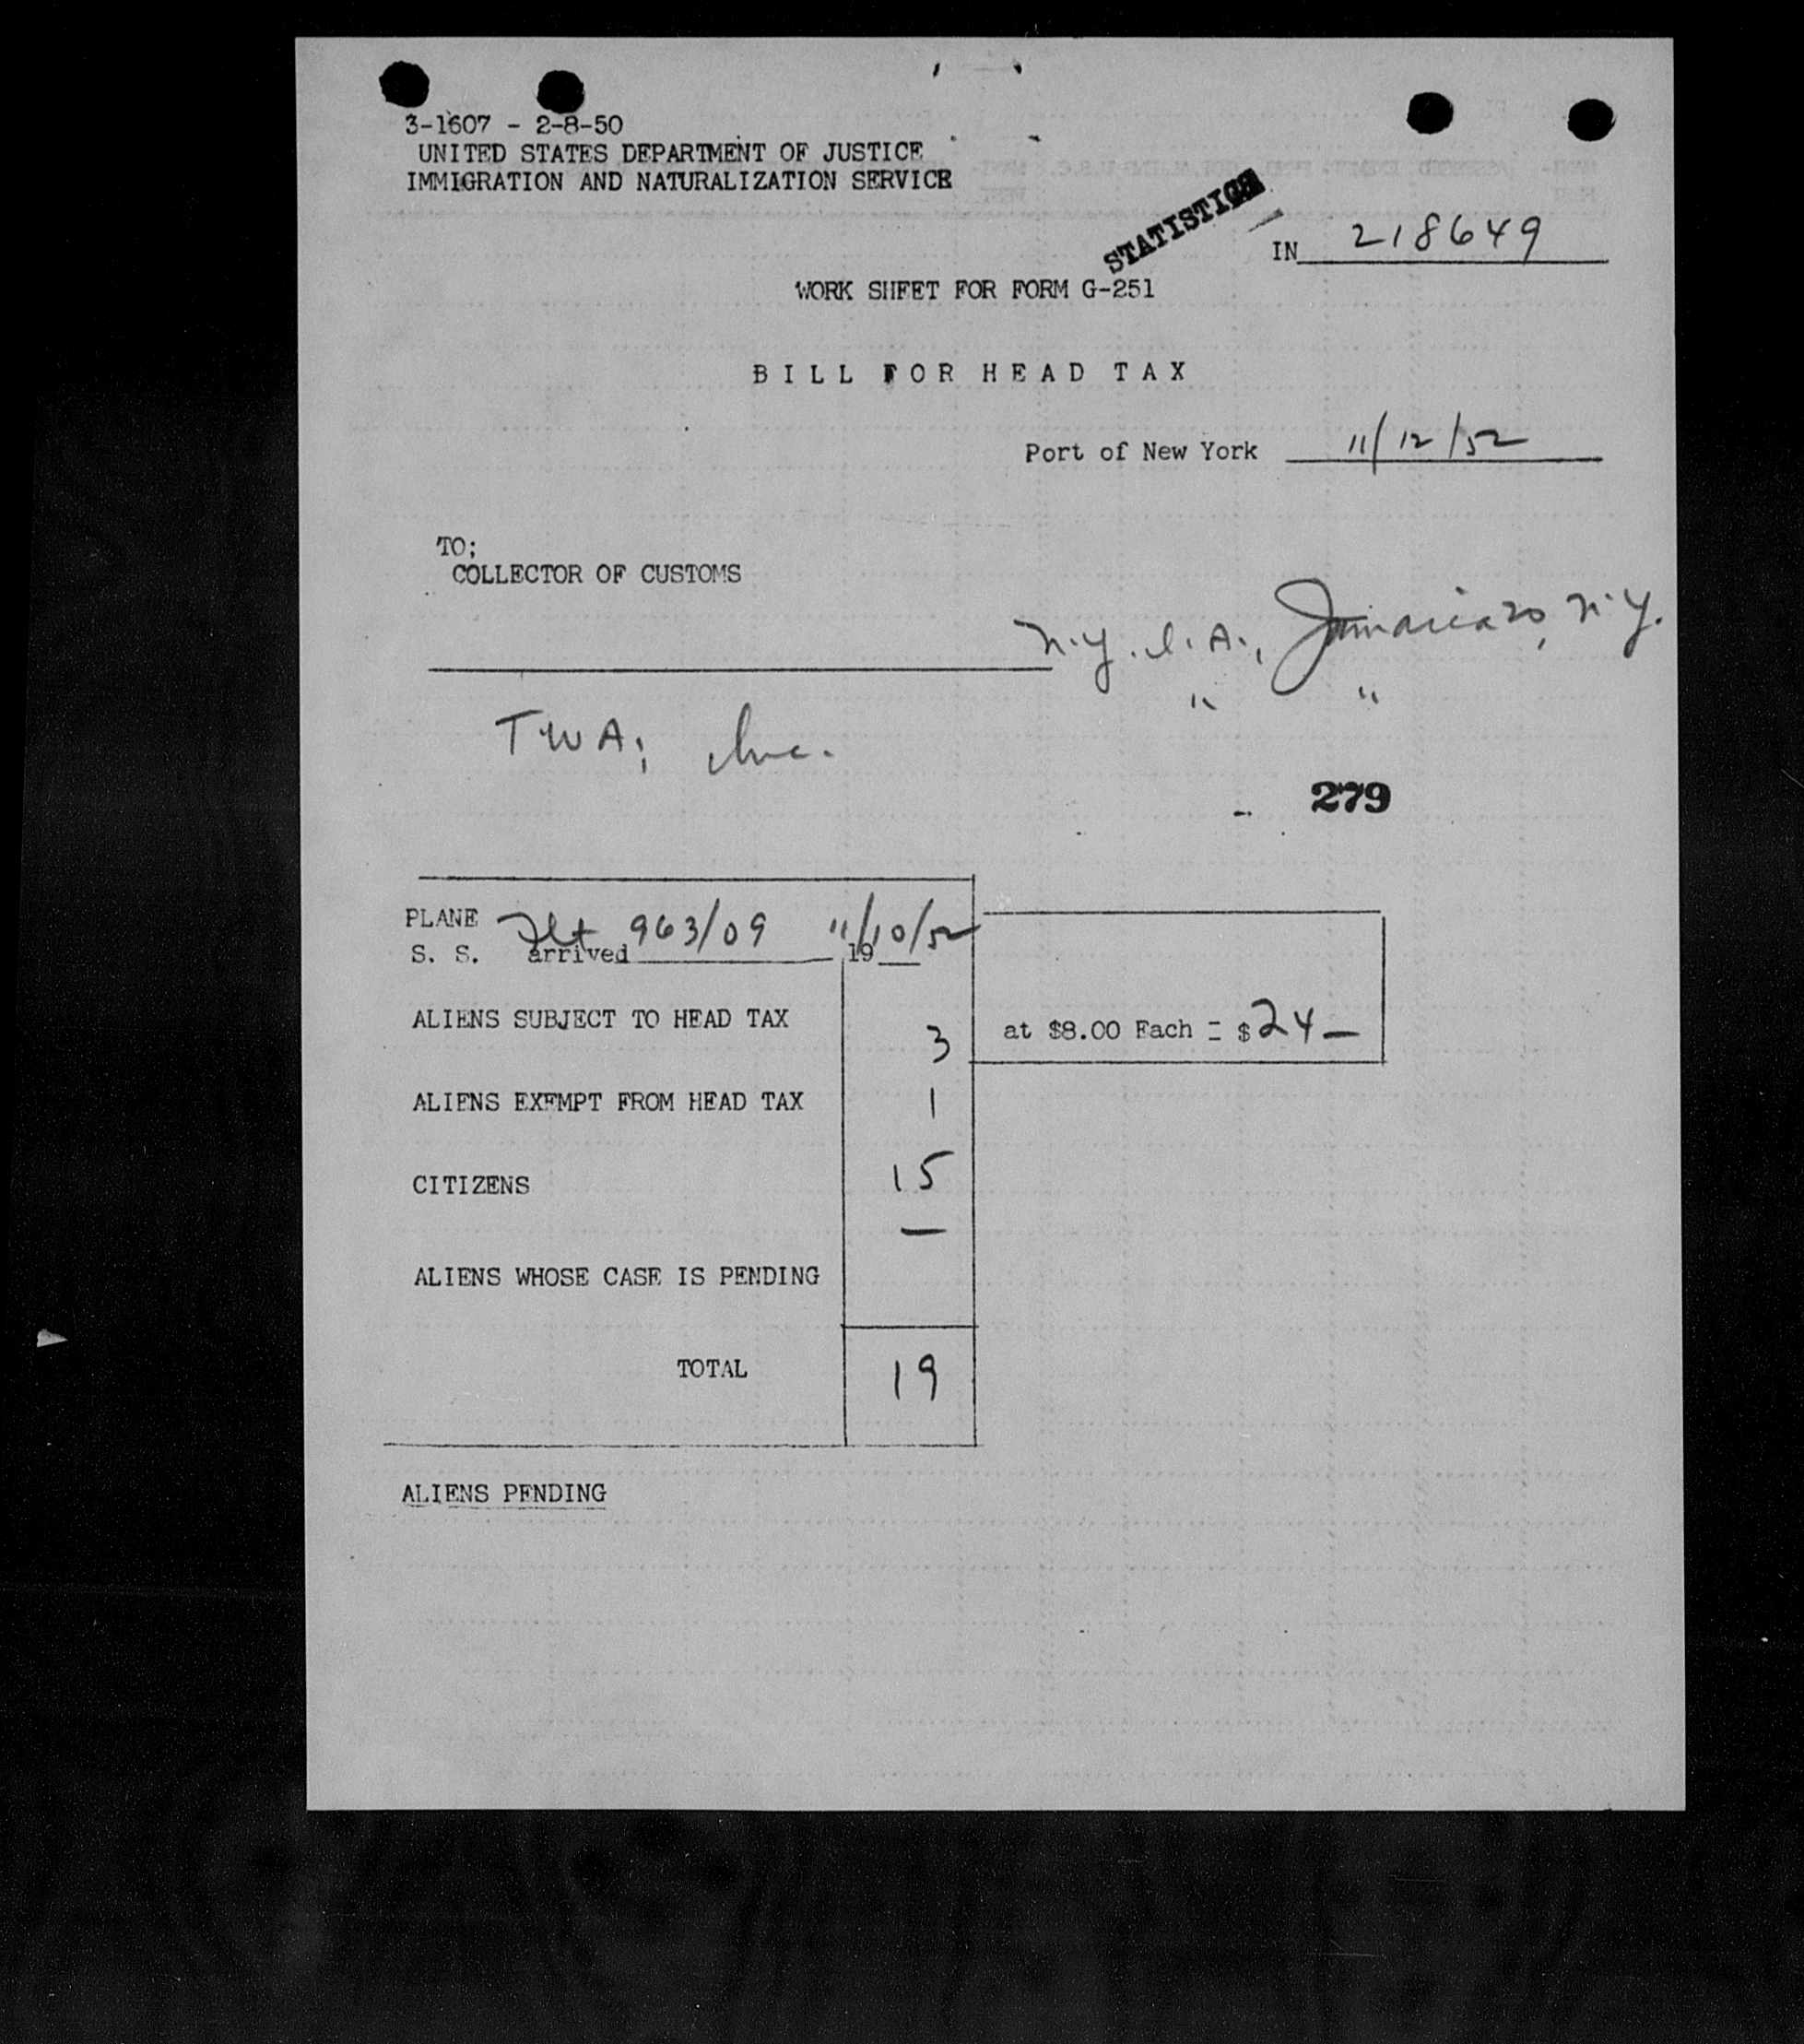 3-1607 - 2-8-50
UNITED STATES DEPARTMENT OF JUSTICE
IMMIGRATION AND NATURALIZATION SERVICE
STATISTICS
IN 218649
WORK SHEET FOR FORM G-251
BILL FOR HEAD TAX
Port of New York 11/12/52
TO;
COLLECTOR OF CUSTOMS
N.Y.I.A., Jamaica 30, N.Y.
" "
TWA, Inc.
279
PLANE Flt 963/09 11/10/52
S. S. arrived 19
ALIENS SUBJECT TO HEAD TAX 3 at $8.00 Each = $24—
ALIENS EXEMPT FROM HEAD TAX 1
CITIZENS 15
—
ALIENS WHOSE CASE IS PENDING
TOTAL 19
ALIENS PENDING